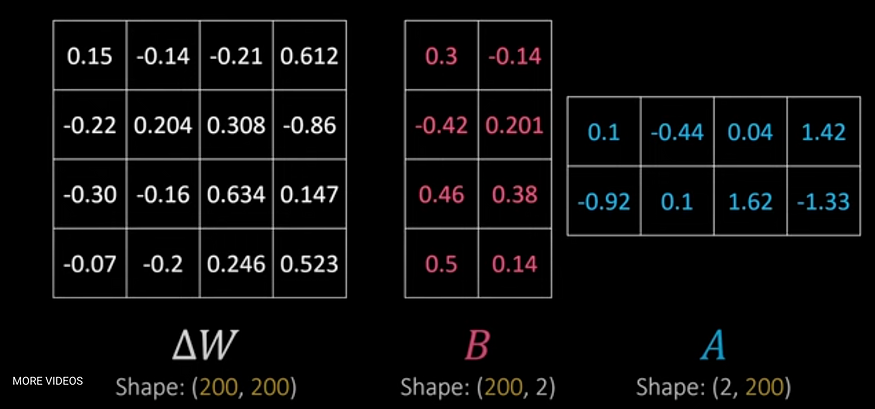 0.15 -0.14 -0.21 0.612
-0.22 0.204 0.308 -0.86
-0.30 -0.16 0.634 0.147
-0.07 -0.2 0.246 0.523
ΔW
Shape: (200, 200)
0.3 -0.14
-0.42 0.201
0.46 0.38
0.5 0.14
B
Shape: (200, 2)
0.1 -0.44 0.04 1.42
-0.92 0.1 1.62 -1.33
A
Shape: (2, 200)
MORE VIDEOS